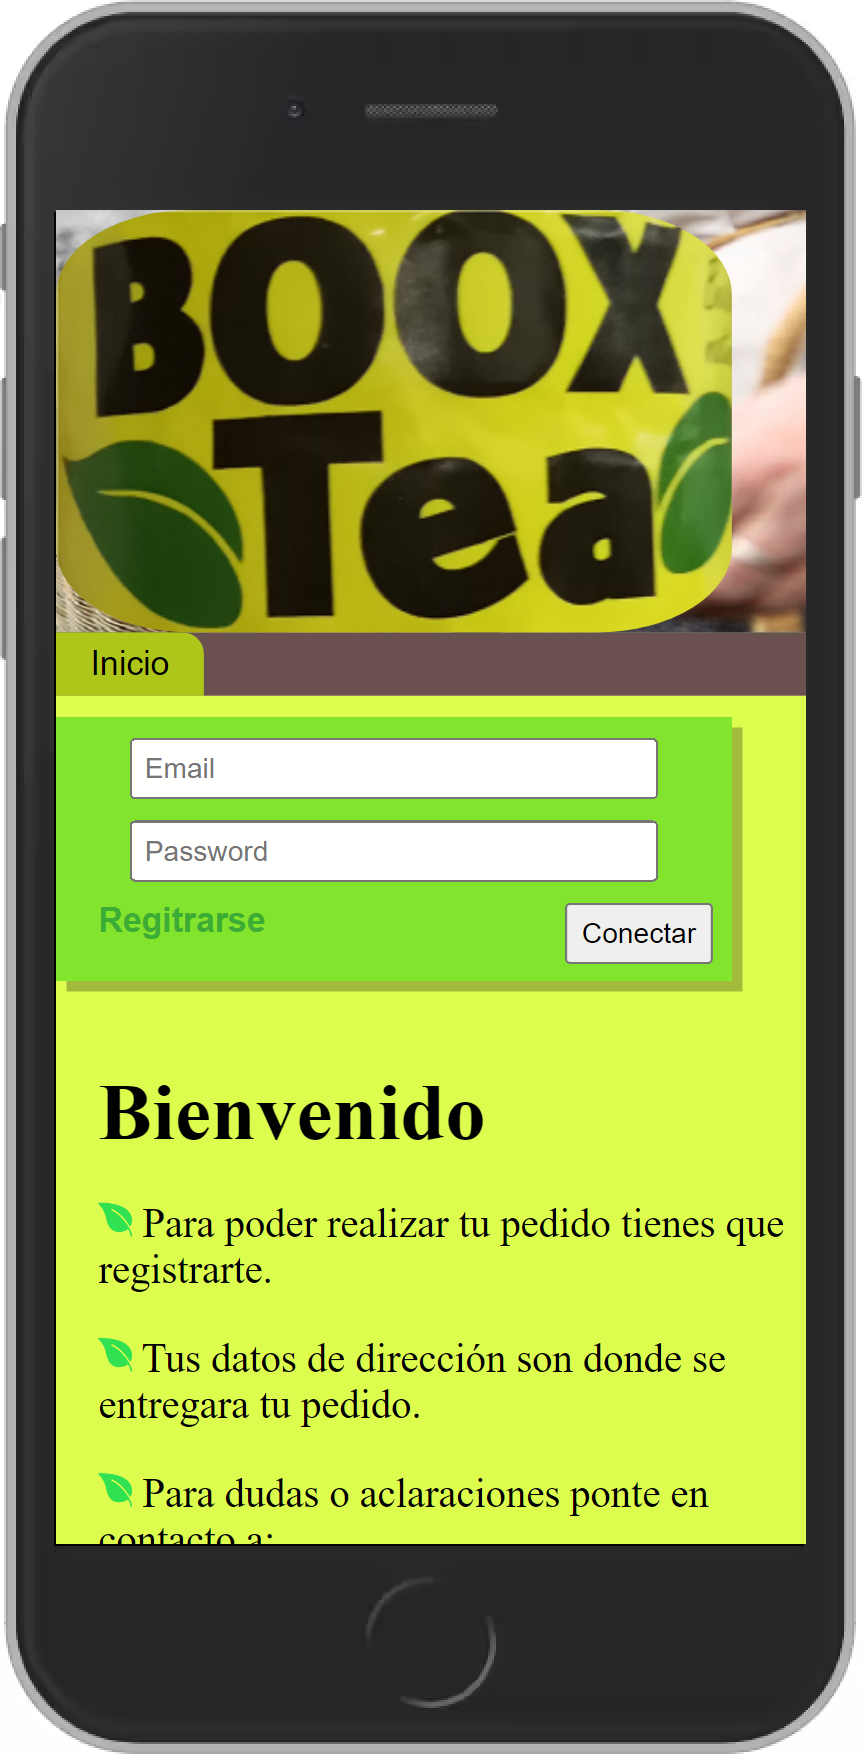 BOOX
Tea
Inicio
Email
Password
Regitrarse
Conectar
Bienvenido
Para poder realizar tu pedido tienes que
registrarte.
Tus datos de dirección son donde se
entregara tu pedido.
Para dudas o aclaraciones ponte en
contacto a: